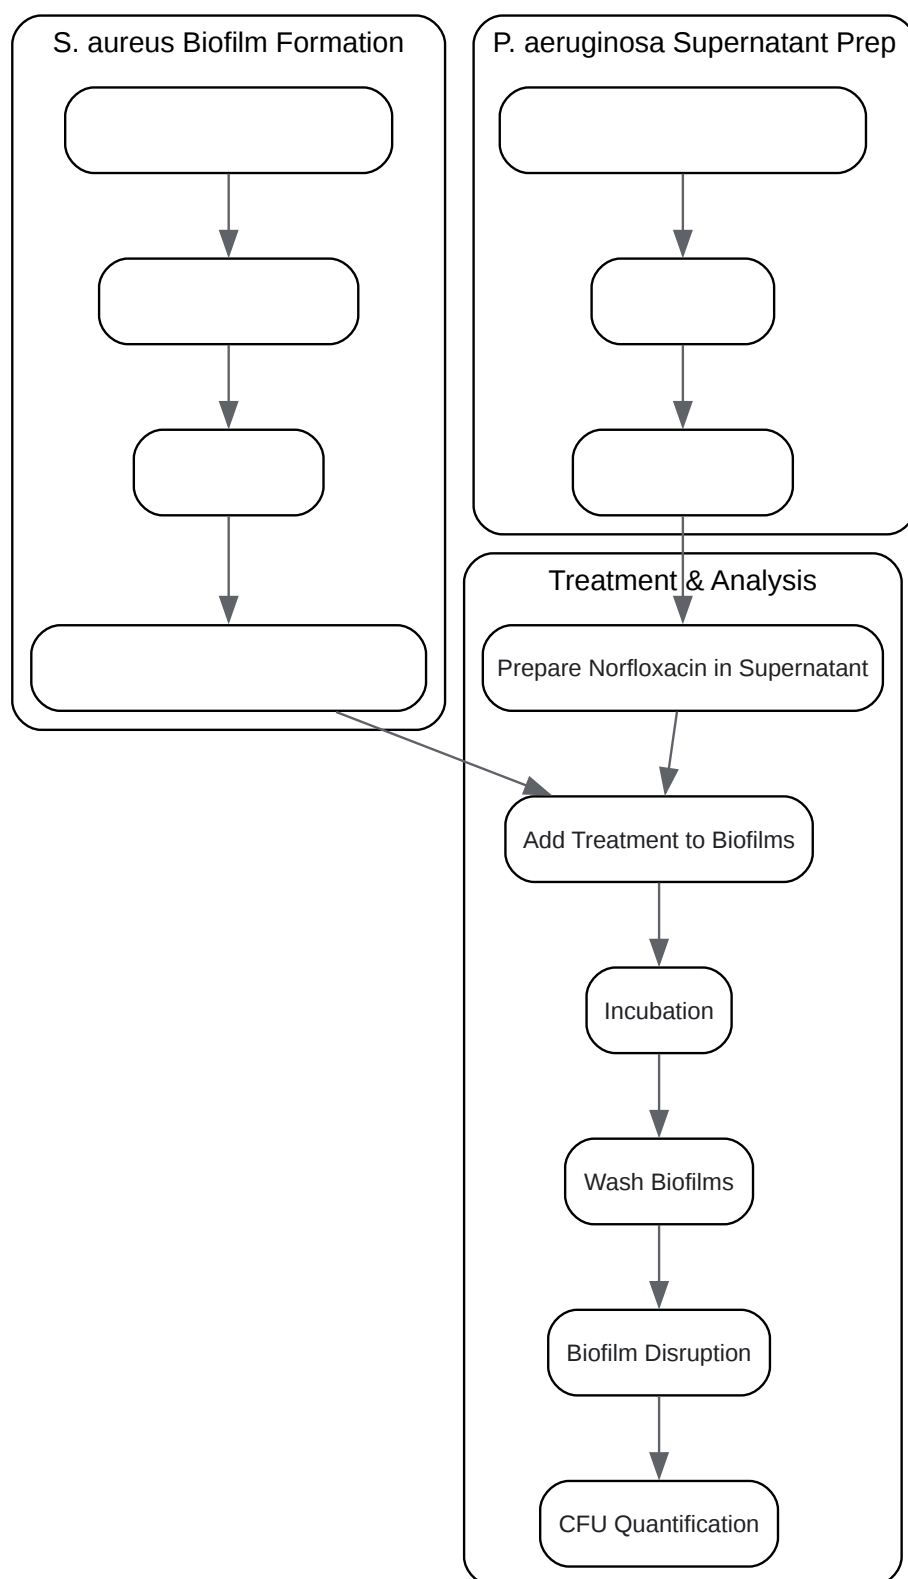 S. aureus Biofilm Formation
P. aeruginosa Supernatant Prep
Treatment & Analysis
Prepare Norfloxacin in Supernatant
Add Treatment to Biofilms
Incubation
Wash Biofilms
Biofilm Disruption
CFU Quantification